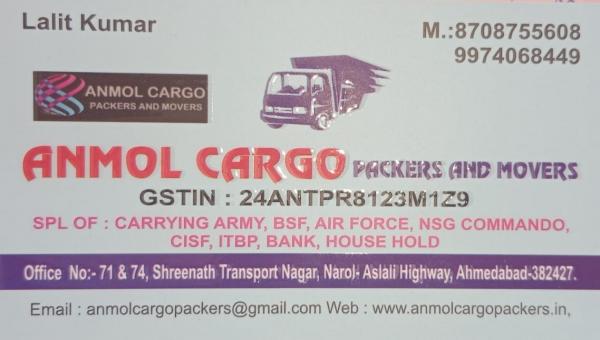 Lalit Kumar
M.:8708755608
9974068449
ANMOL CARGO
PACKERS AND MOVERS
ANMOL CARGO PACKERS AND MOVERS
GSTIN : 24ANTPR8123M1Z9
SPL OF : CARRYING ARMY, BSF, AIR FORCE, NSG COMMANDO,
CISF, ITBP, BANK, HOUSE HOLD
Office No:- 71 & 74, Shreenath Transport Nagar, Narol- Aslali Highway, Ahmedabad-382427.
Email : anmolcargopackers@gmail.com Web : www.anmolcargopackers.in,